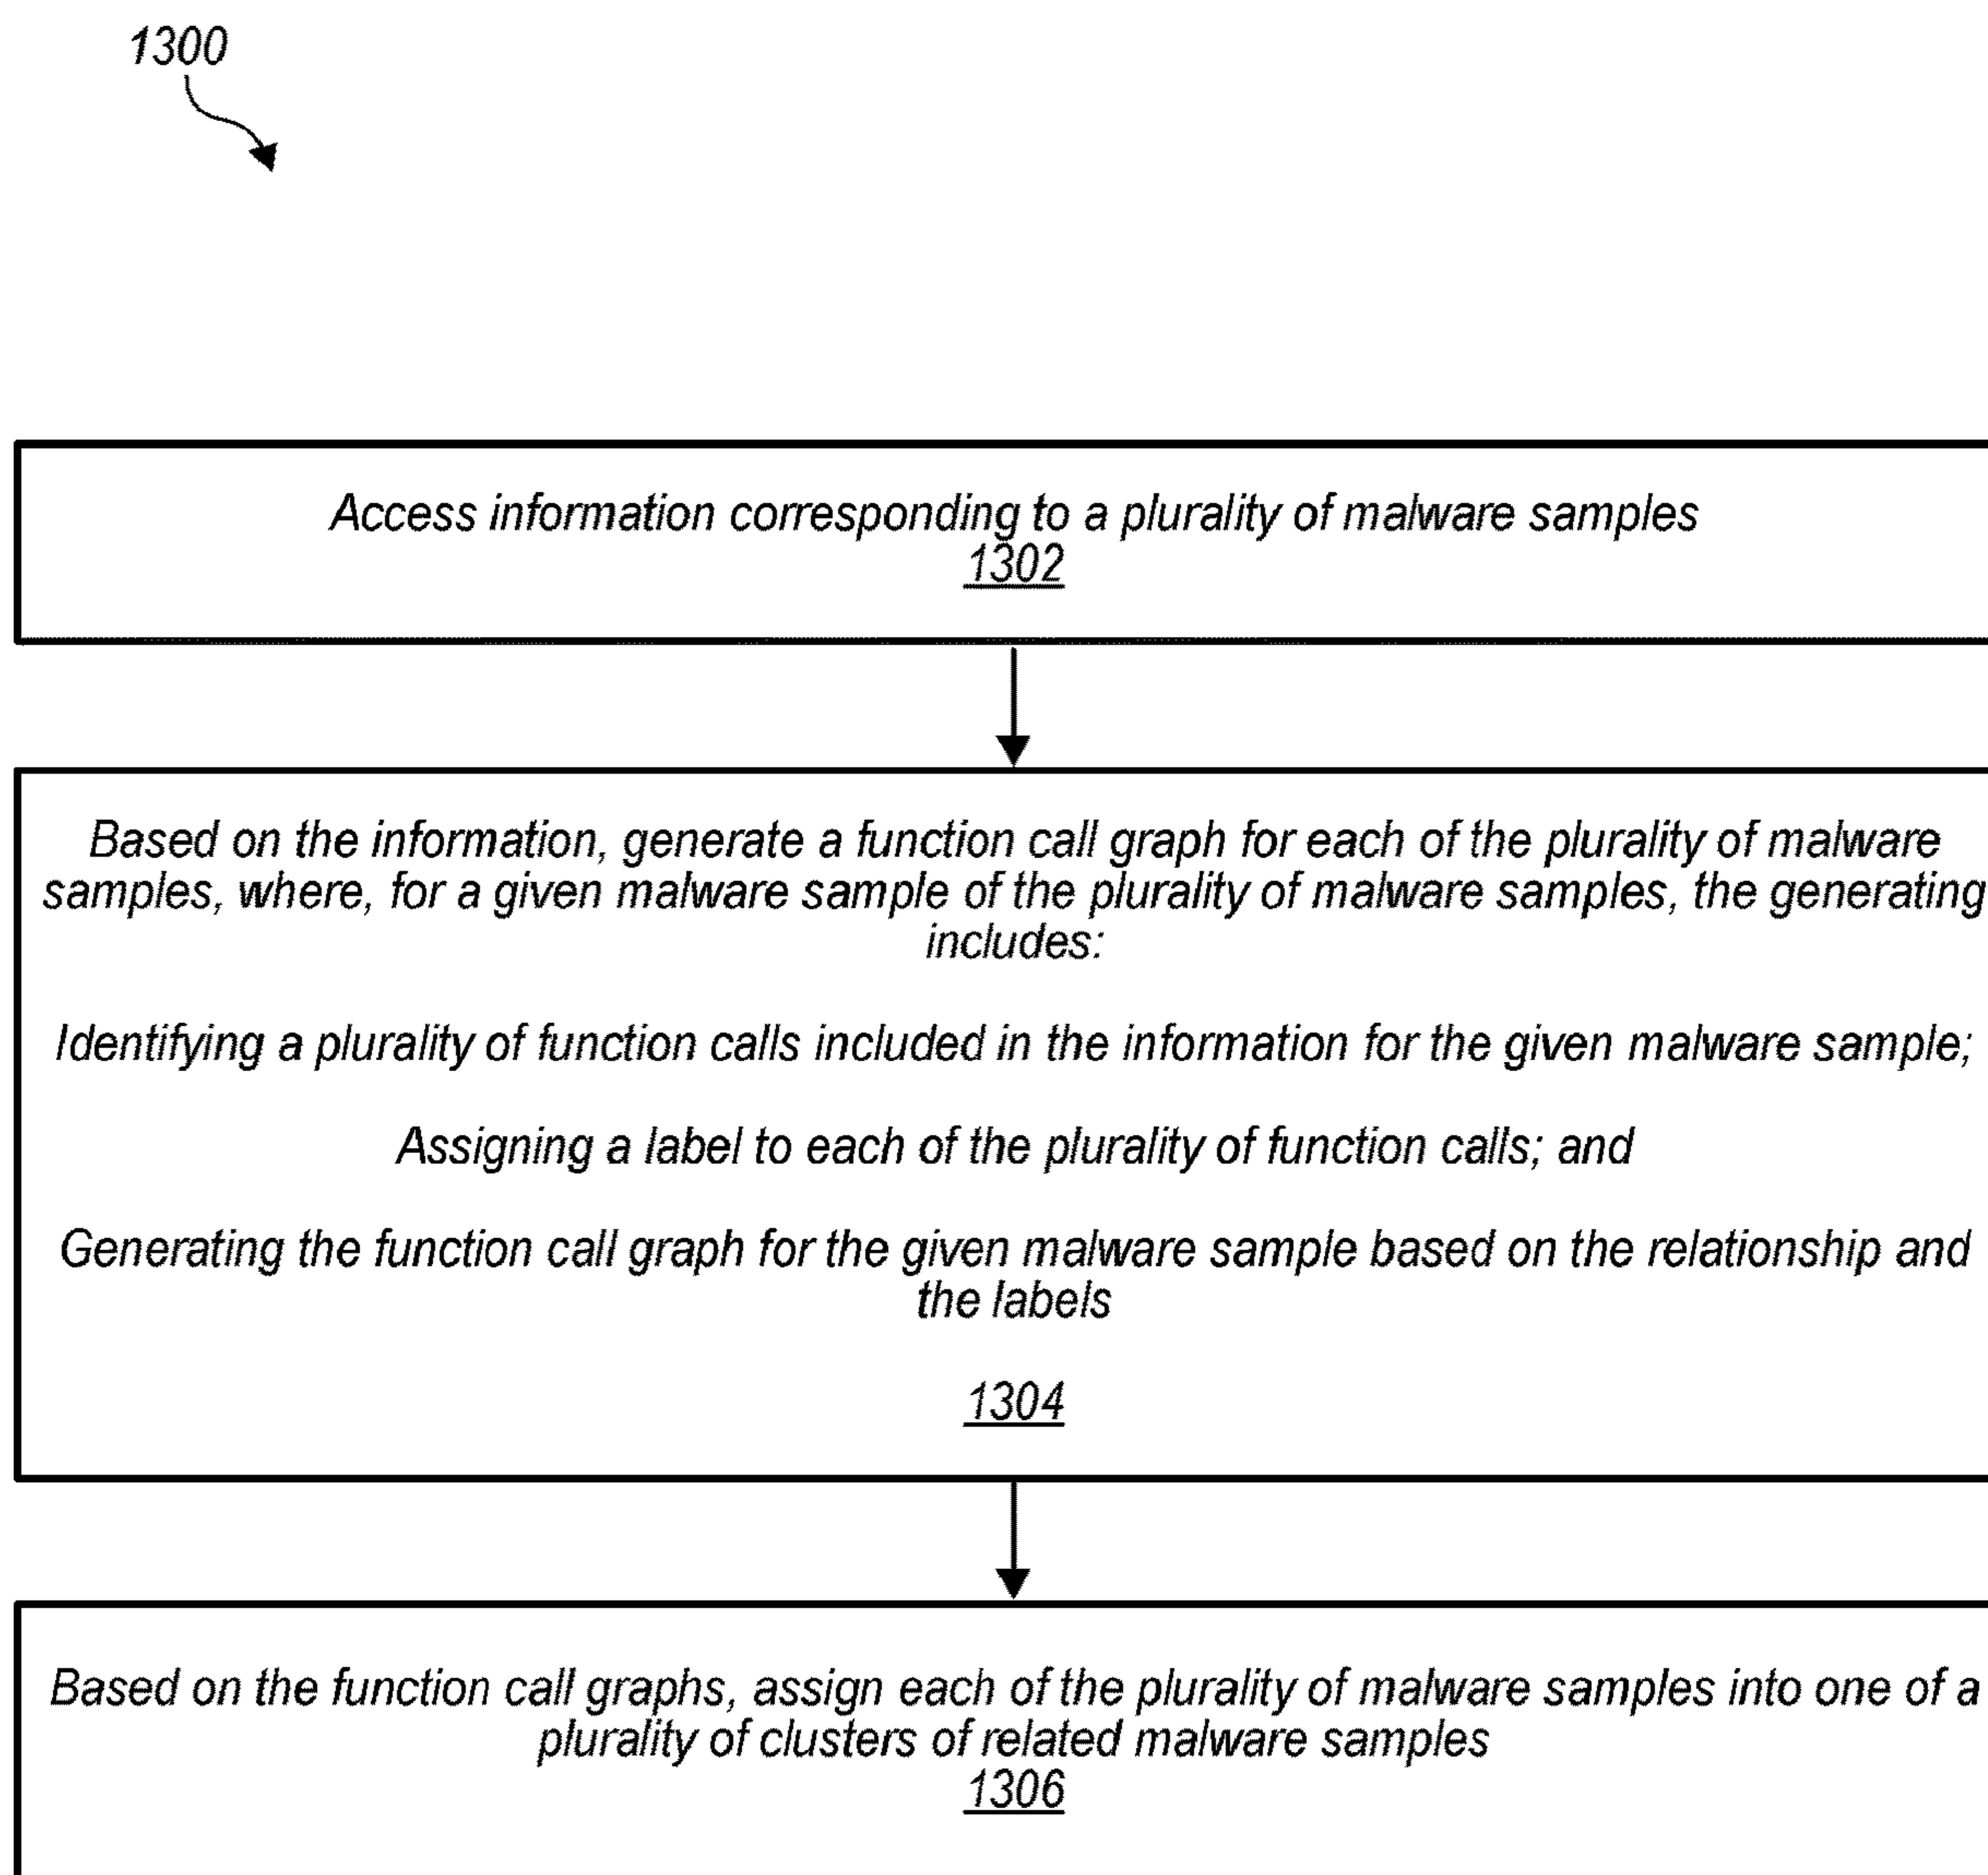 1300
Access information corresponding to a plurality of malware samples
1302
Based on the information, generate a function call graph for each of the plurality of malware
samples, where, for a given malware sample of the plurality of malware samples, the generating
includes:
Identifying a plurality of function calls included in the information for the given malware sample;
Assigning a label to each of the plurality of function calls; and
Generating the function call graph for the given malware sample based on the relationship and
the labels
1304
Based on the function call graphs, assign each of the plurality of malware samples into one of a
plurality of clusters of related malware samples
1306